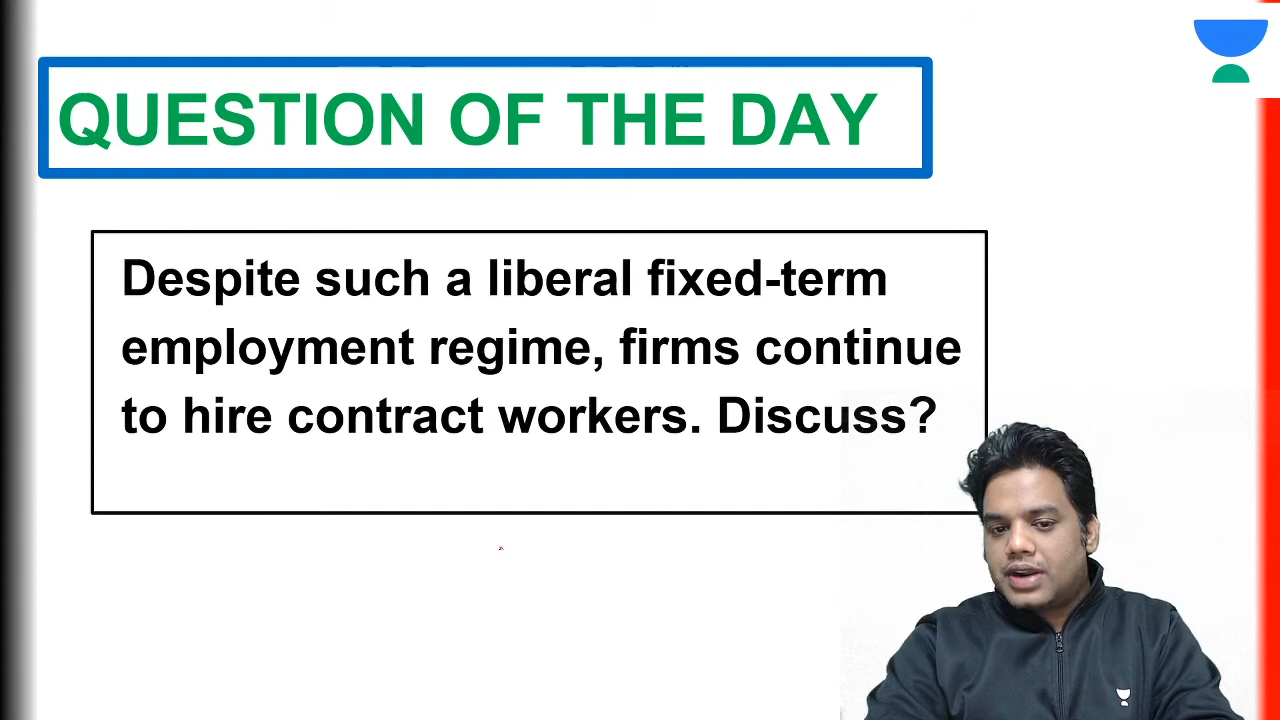 QUESTION OF THE DAY
Despite such a liberal fixed-term
employment regime, firms continue
to hire contract workers. Discuss?